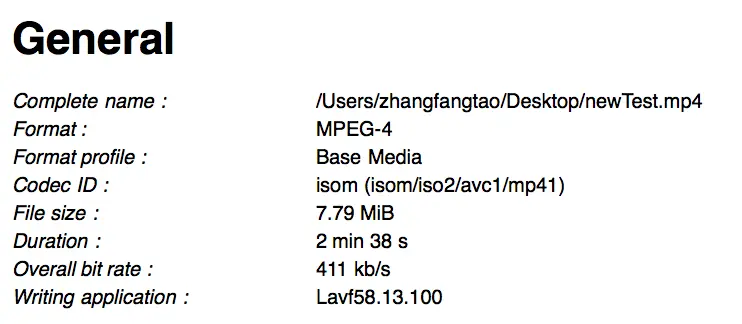 General
Complete name : /Users/zhangfangtao/Desktop/newTest.mp4
Format : MPEG-4
Format profile : Base Media
Codec ID : isom (isom/iso2/avc1/mp41)
File size : 7.79 MiB
Duration : 2 min 38 s
Overall bit rate : 411 kb/s
Writing application : Lavf58.13.100